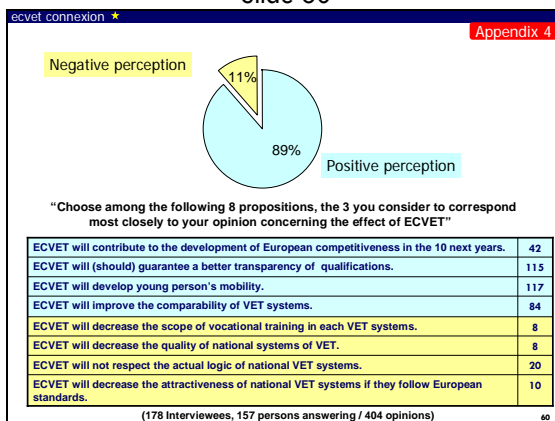 ecvet connexion
Appendix 4
Negative perception
11%
89%
Positive perception
“Choose among the following 8 propositions, the 3 you consider to correspond
most closely to your opinion concerning the effect of ECVET”
ECVET will contribute to the development of European competitiveness in the 10 next years. 42
ECVET will (should) guarantee a better transparency of qualifications. 115
ECVET will develop young person's mobility. 117
ECVET will improve the comparability of VET systems. 84
ECVET will decrease the scope of vocational training in each VET systems. 8
ECVET will decrease the quality of national systems of VET. 8
ECVET will not respect the actual logic of national VET systems. 20
ECVET will decrease the attractiveness of national VET systems if they follow European
standards. 10
(178 Interviewees, 157 persons answering / 404 opinions)
60